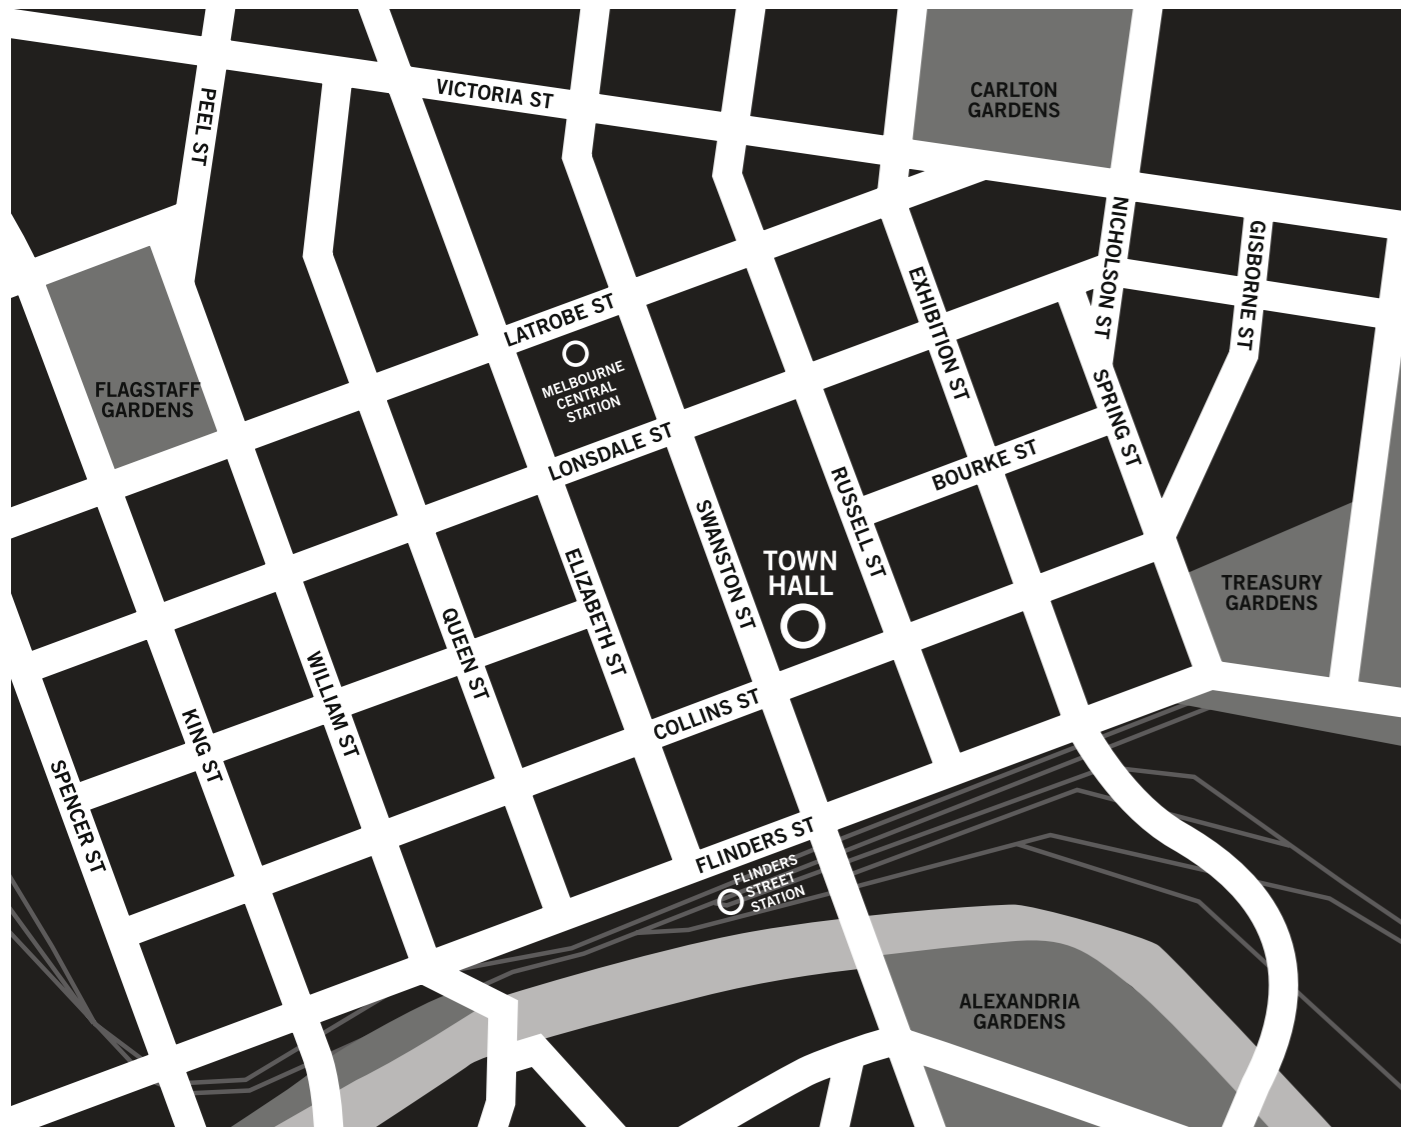 PEEL ST
VICTORIA ST
CARLTON
GARDENS
NICHOLSON ST
GISBORNE ST
EXHIBITION ST
LATROBE ST
MELBOURNE
CENTRAL
STATION
FLAGSTAFF
GARDENS
SPRING ST
LONSDALE ST
BOURKE ST
RUSSELL ST
SWANSTON ST
TOWN
HALL
ELIZABETH ST
TREASURY
GARDENS
QUEEN ST
WILLIAM ST
KING ST
COLLINS ST
SPENCER ST
FLINDERS ST
FLINDERS
STREET
STATION
ALEXANDRIA
GARDENS